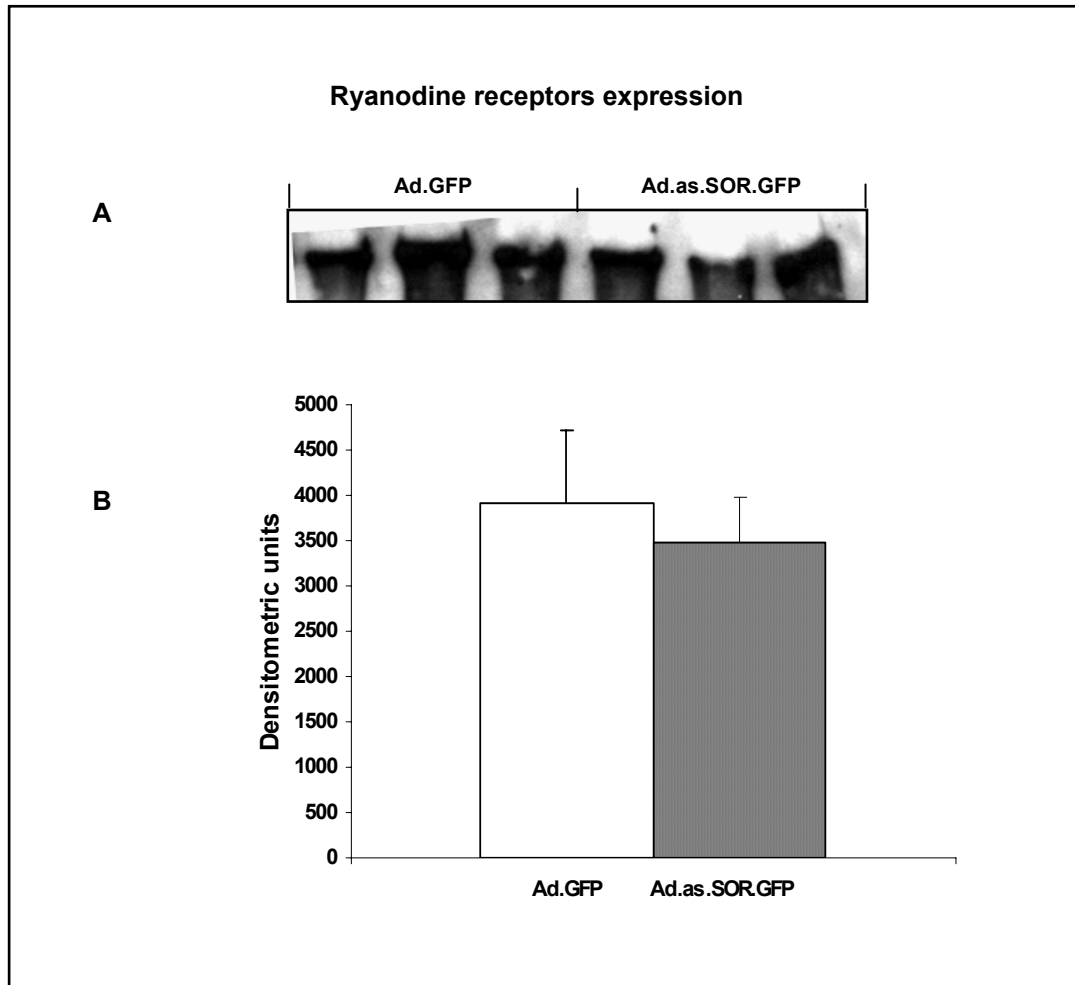 Ryanodine receptors expression
A
Ad.GFP Ad.as.SOR.GFP
B
Densitometric units
5000
4500
4000
3500
3000
2500
2000
1500
1000
500
0
Ad.GFP Ad.as.SOR.GFP